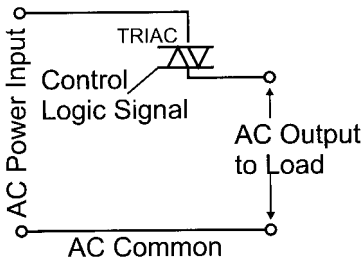 TRIAC
AC Power Input
Control
Logic Signal
AC Output
to Load
AC Common